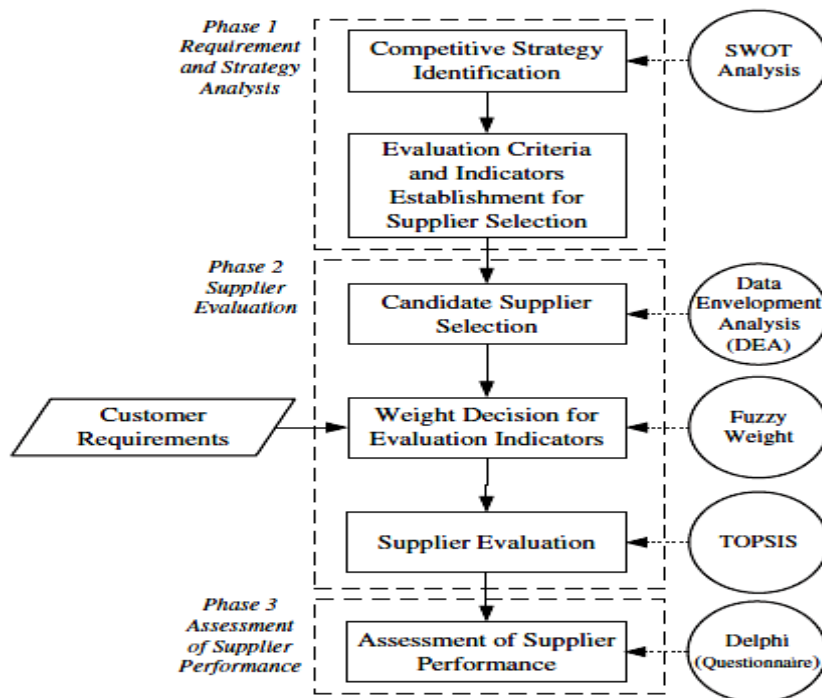 Phase 1
Requirement
and Strategy
Analysis
Competitive Strategy
Identification
SWOT
Analysis
Evaluation Criteria
and Indicators
Establishment for
Supplier Selection
Phase 2
Supplier
Evaluation
Candidate Supplier
Selection
Data
Envelopment
Analysis
(DEA)
Customer
Requirements
Weight Decision for
Evaluation Indicators
Fuzzy
Weight
Supplier Evaluation
TOPSIS
Phase 3
Assessment
of Supplier
Performance
Assessment of Supplier
Performance
Delphi
(Questionnaire)